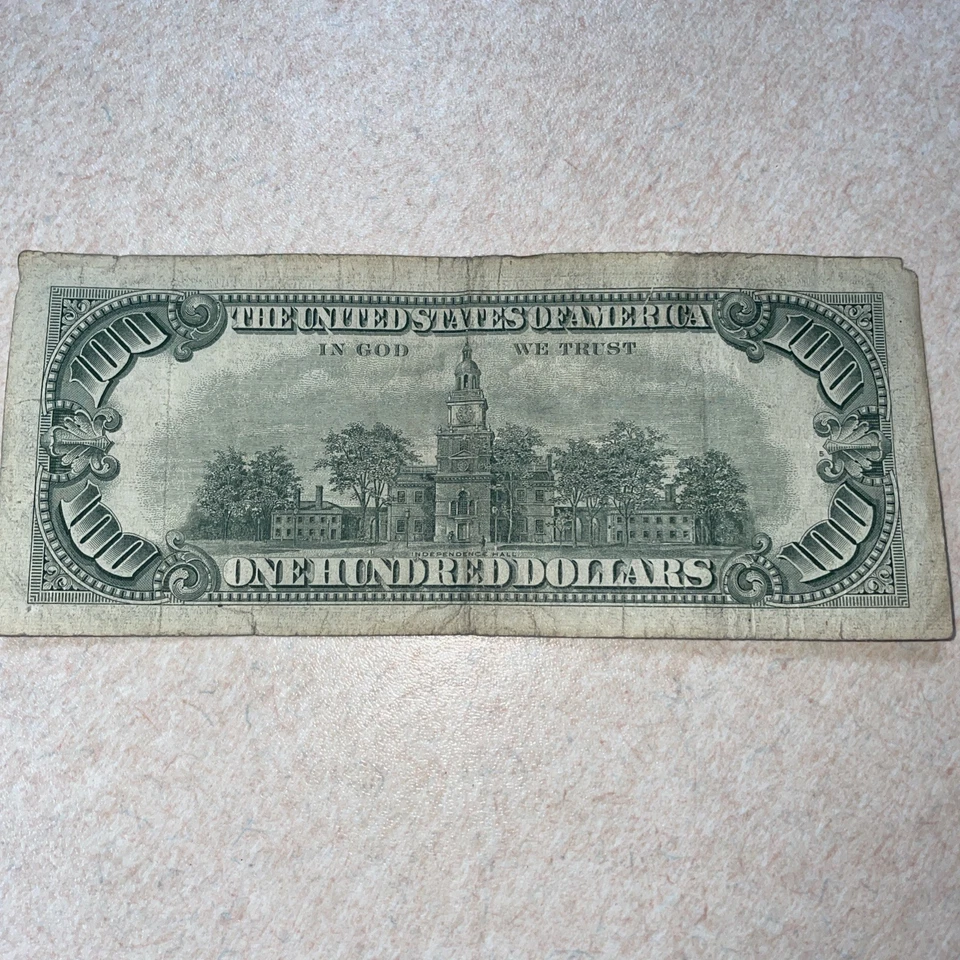 100 THE UNITED STATES OF AMERICA 100
IN GOD WE TRUST
INDEPENDENCE HALL
100 ONE HUNDRED DOLLARS 100